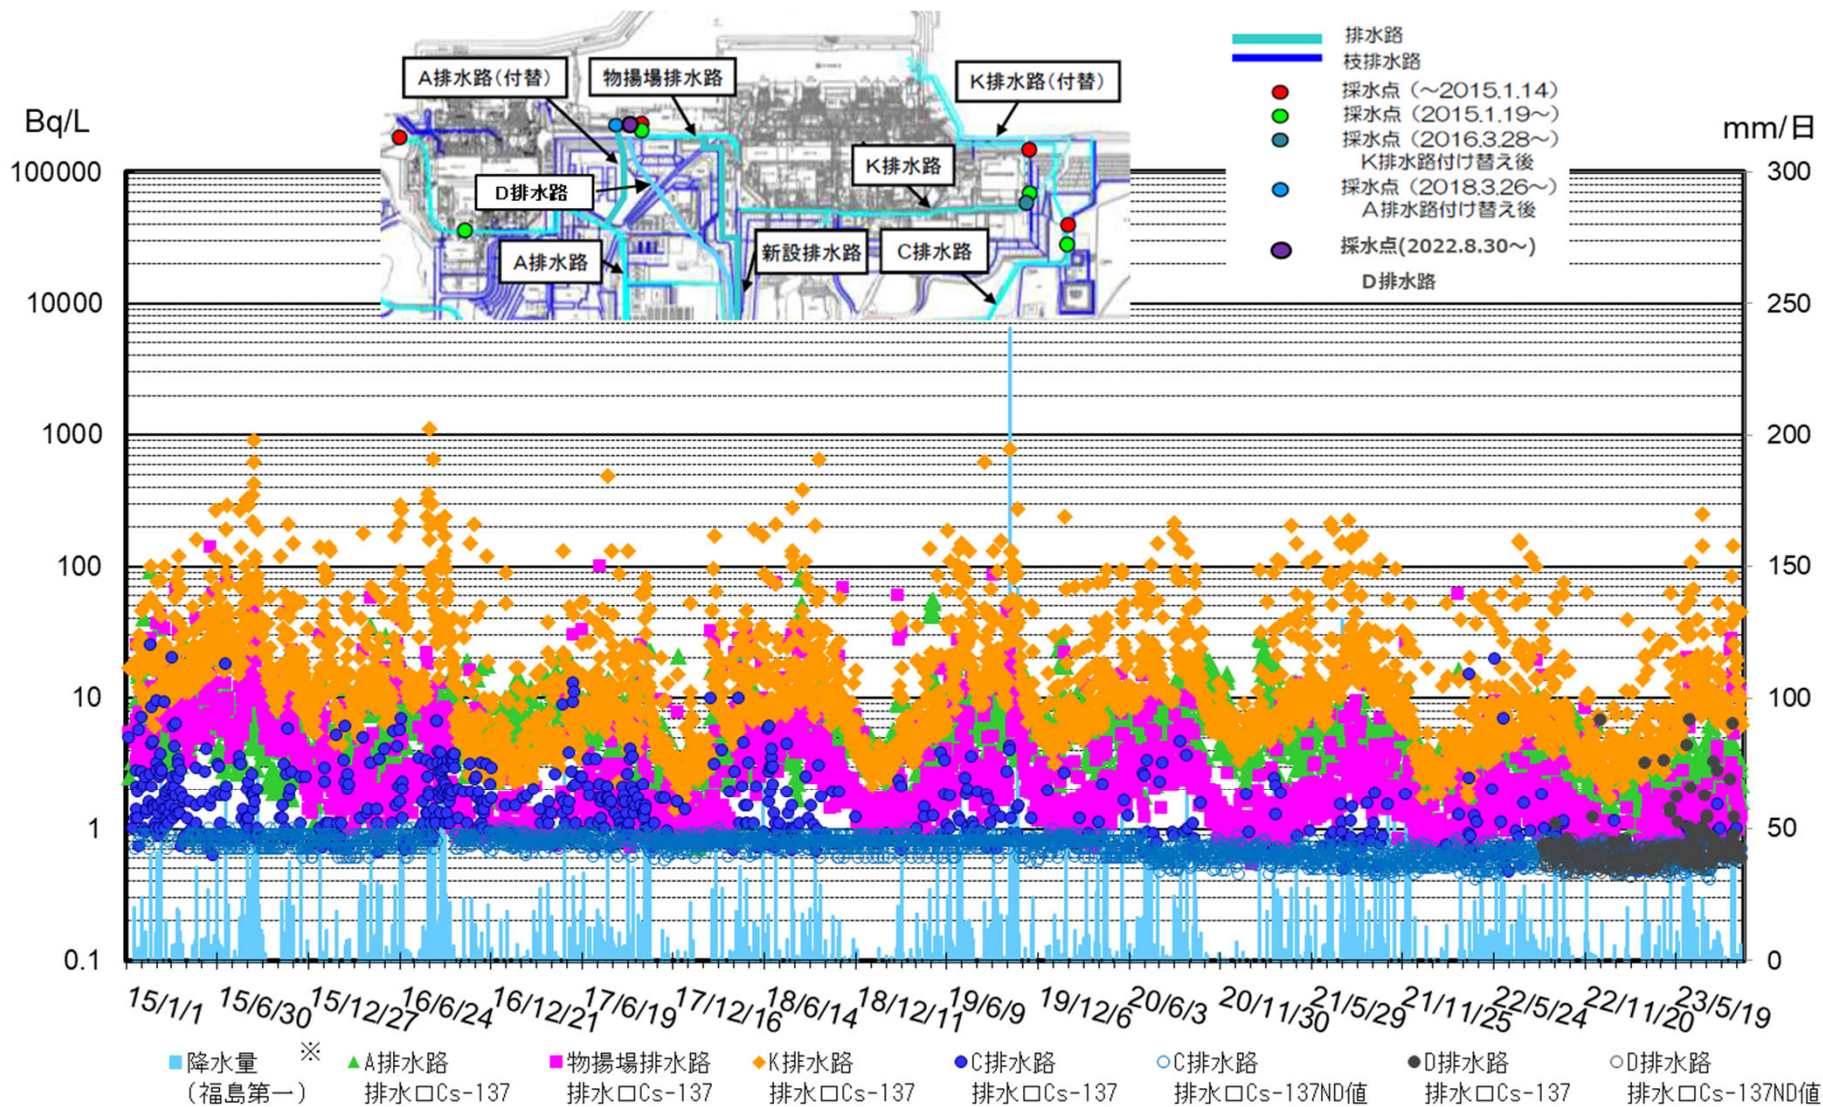 Bq/L
mm/日
排水路
枝排水路
採水点（～2015.1.14）
採水点（2015.1.19～）
採水点（2016.3.28～）
K排水路付け替え後
採水点（2018.3.26～）
A排水路付け替え後
採水点(2022.8.30～)
D排水路
A排水路(付替)
物揚場排水路
K排水路(付替)
K排水路
D排水路
A排水路
新設排水路
C排水路
100000
10000
1000
100
10
1
0.1
300
250
200
150
100
50
0
15/1/1
15/6/30
15/12/27
16/6/24
16/12/21
17/6/19
17/12/16
18/6/14
18/12/11
19/6/9
19/12/6
20/6/3
20/11/30
21/5/29
21/11/25
22/5/24
22/11/20
23/5/19
降水量
（福島第一）
※
A排水路
排水口Cs-137
物揚場排水路
排水口Cs-137
K排水路
排水口Cs-137
C排水路
排水口Cs-137
C排水路
排水口Cs-137ND値
D排水路
排水口Cs-137
D排水路
排水口Cs-137ND値